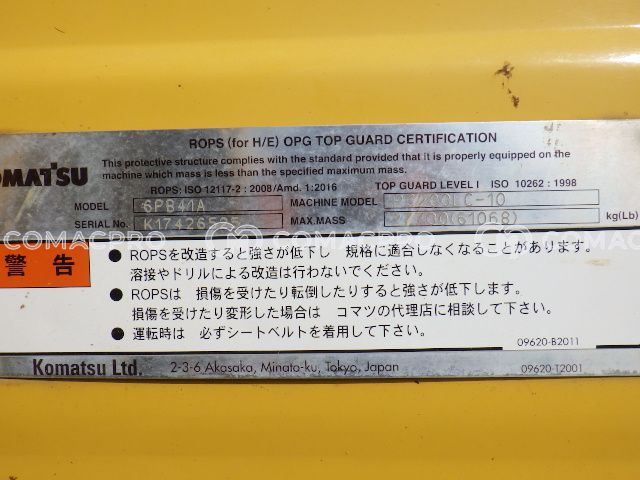 ROPS (for H/E) OPG TOP GUARD CERTIFICATION
This protective structure complies with the standard provided that it is properly equipped on the
machine which mass is less than the specified maximum mass.
OMATSU
ROPS: ISO 12117-2 : 2008/Amd. 1:2016 TOP GUARD LEVEL I ISO 10262 : 1998
MODEL 6PB41A MACHINE MODEL
SERIAL NO. MAX.MASS (61068) kg(Lb)
COMACPRO COMACPRO COMACPRO
警告
● ROPSを改造すると強さが低下し 規格に適合しなくなることがあります。
溶接やドリルによる改造は行わないでください。
● ROPSは 損傷を受けたり転倒したりすると強さが低下します。
損傷を受けたり変形した場合は コマツの代理店に相談して下さい。
● 運転時は 必ずシートベルトを着用して下さい。
09620-B2011
Komatsu Ltd. 2-3-6 Akasaka, Minato-ku, Tokyo, Japan 09620-T2001